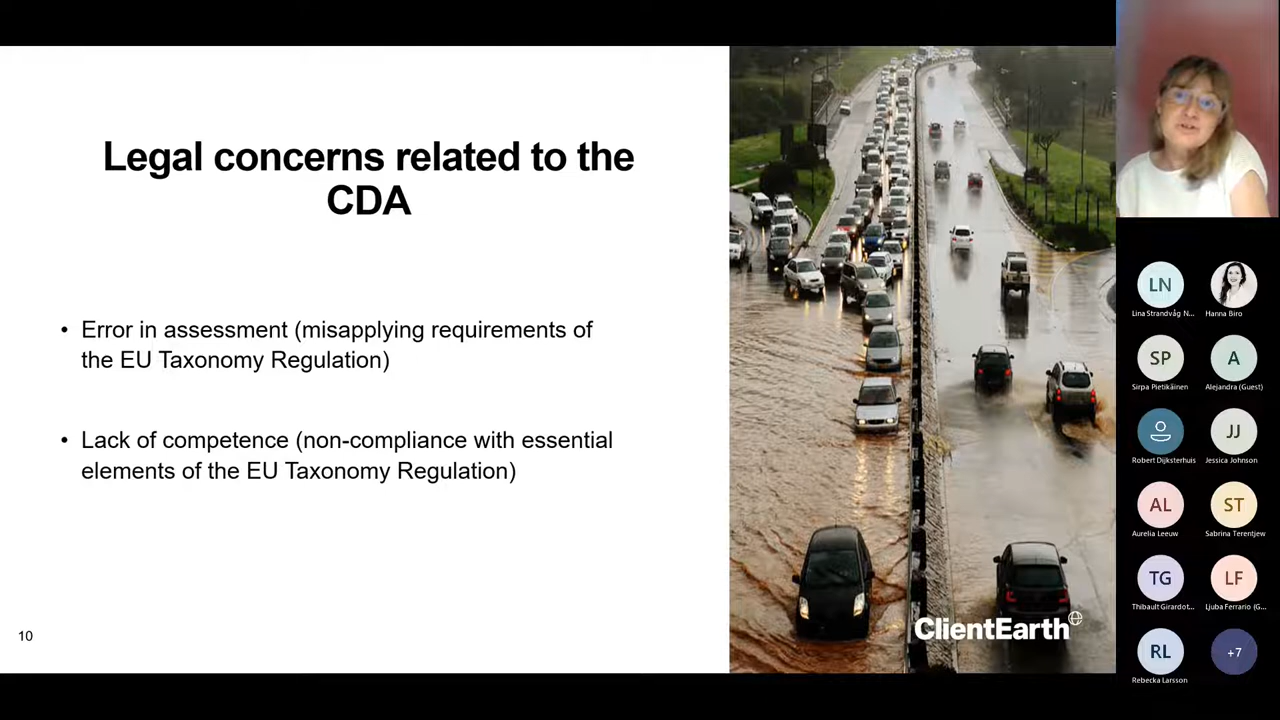 Legal concerns related to the
CDA
• Error in assessment (misapplying requirements of
the EU Taxonomy Regulation)
• Lack of competence (non-compliance with essential
elements of the EU Taxonomy Regulation)
10
ClientEarth
LN
Lina Strandvåg N...
Hanna Biro
SP
Sirpa Pietikäinen
A
Alejandra (Guest)
Robert Dijksterhuis
JJ
Jessica Johnson
AL
Aurelia Leeuw
ST
Sabrina Terentjew
TG
Thibault Girardot...
LF
Ljuba Ferrario (G...
RL
Rebecka Larsson
+7